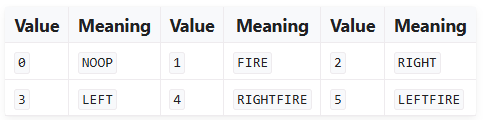 Value Meaning Value Meaning Value Meaning
0 NOOP 1 FIRE 2 RIGHT
3 LEFT 4 RIGHTFIRE 5 LEFTFIRE